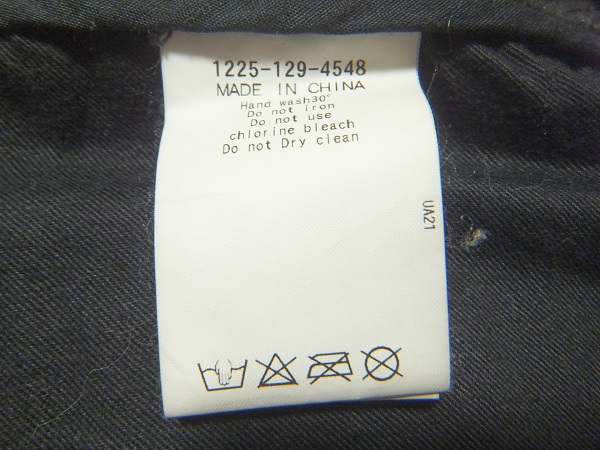 1225-129-4548
MADE IN CHINA
Hand wash30°
Do not iron
Do not use
chlorine bleach
Do not Dry clean
UA21